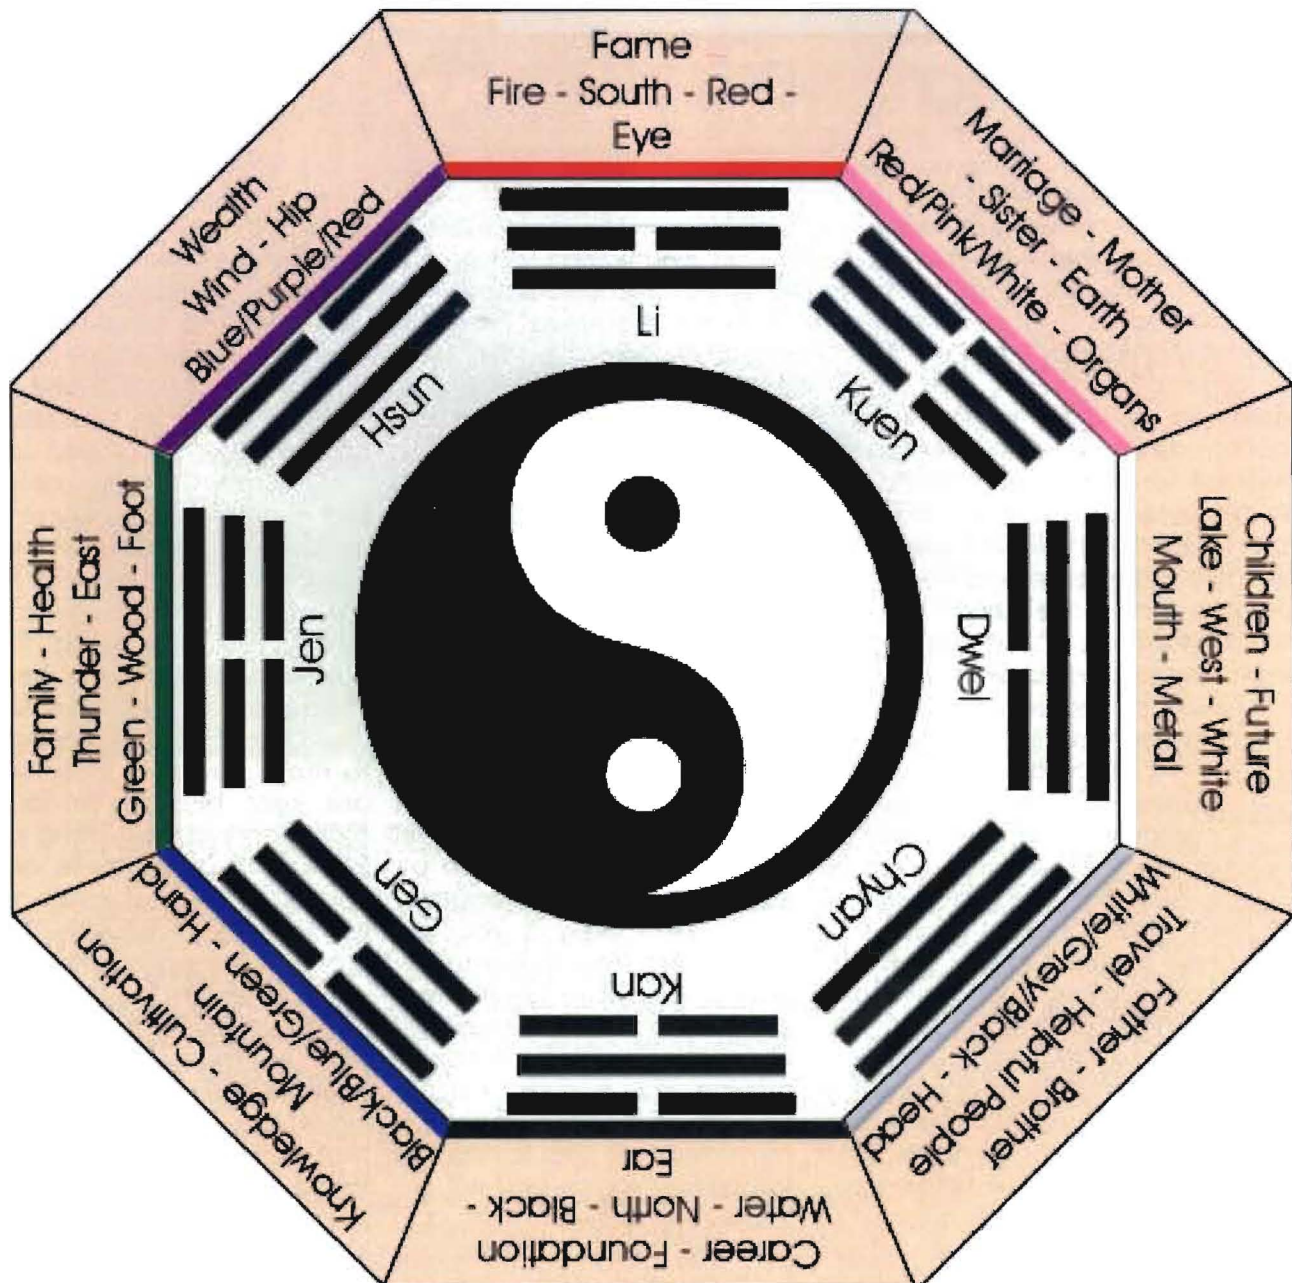 Fame
Fire - South - Red -
Eye
Marriage - Mother
- Sister - Earth
Red/Pink/White - Organs
Children - Future
Lake - West - White
Mouth - Metal
Father - Brother
Travel - Helpful People
White/Grey/Black - Head
Career - Foundation
Water - North - Black -
Ear
Knowledge - Cultivation
Mountain
Black/Blue/Green - Hand
Family - Health
Thunder - East
Green - Wood - Foot
Wealth
Wind - Hip
Blue/Purple/Red
Li
Kuen
Dwel
Chyan
Kan
Gen
Jen
Hsun